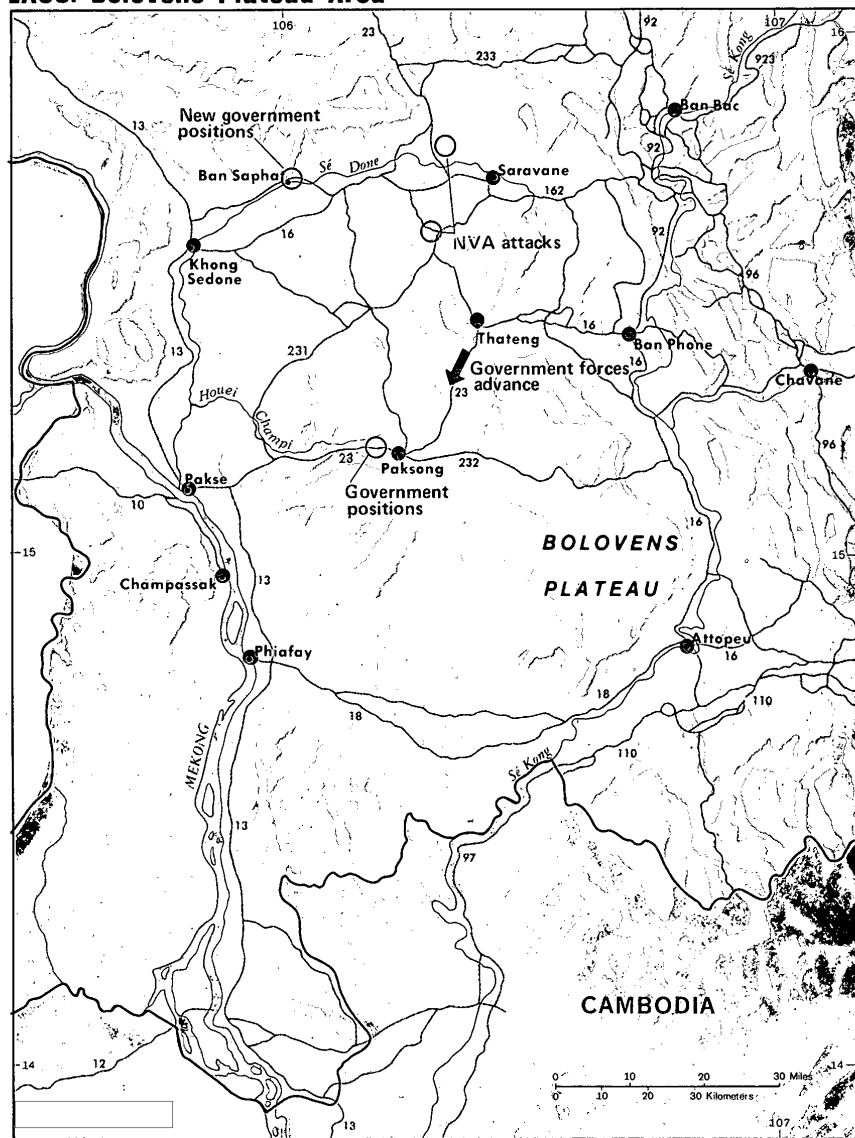 LAOS: Bolovens Plateau Area
106
107
23
92
16
Sé Kong
923
233
Ban Bac
13
New government
positions
92
Sé Done
Ban Saphat
Saravane
162
16
NVA attacks
92
Khong
Sedone
96
Thateng
16
Ban Phone
13
231
16
Government forces
advance
Chavane
Houei Champi
23
96
23
Paksong
232
Pakse
Government
positions
10
16
15
BOLOVENS
15
PLATEAU
Champassak
13
Attopeu
Phiafay
16
18
110
18
MEKONG
Sé Kong
110
13
97
CAMBODIA
14
14
12
0 20 30 Miles
0 10 20 30 Kilometers
13
107